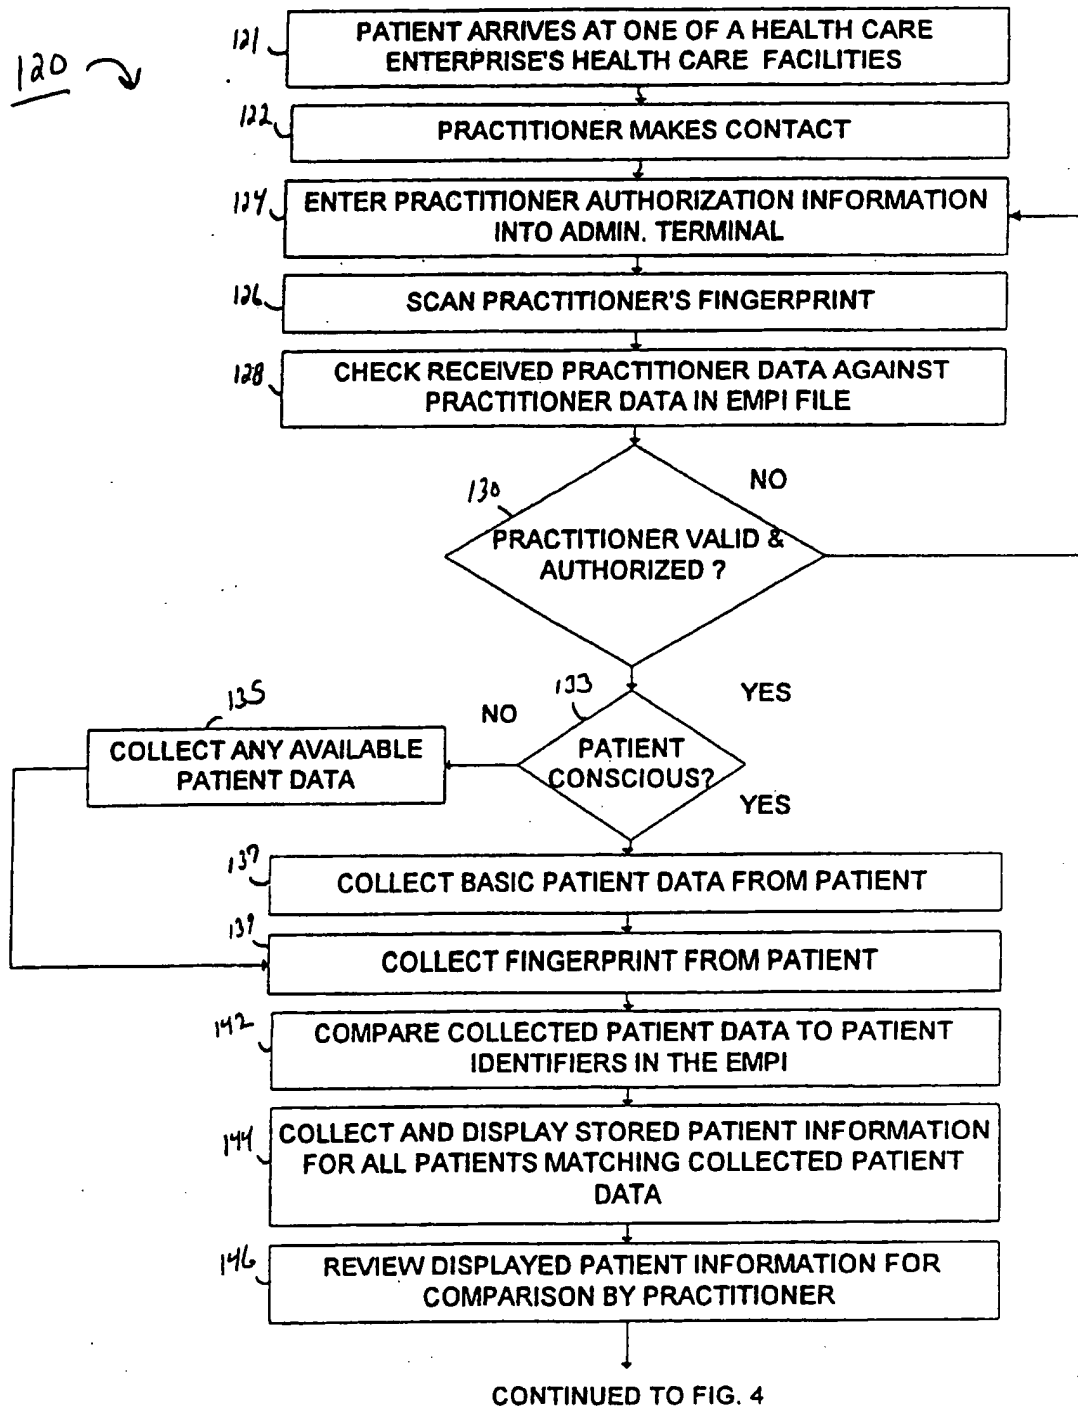 120
121
PATIENT ARRIVES AT ONE OF A HEALTH CARE
ENTERPRISE'S HEALTH CARE FACILITIES
122
PRACTITIONER MAKES CONTACT
124
ENTER PRACTITIONER AUTHORIZATION INFORMATION
INTO ADMIN. TERMINAL
126
SCAN PRACTITIONER'S FINGERPRINT
128
CHECK RECEIVED PRACTITIONER DATA AGAINST
PRACTITIONER DATA IN EMPI FILE
130
NO
PRACTITIONER VALID &
AUTHORIZED ?
YES
133
NO
135
PATIENT
CONSCIOUS?
COLLECT ANY AVAILABLE
PATIENT DATA
YES
137
COLLECT BASIC PATIENT DATA FROM PATIENT
139
COLLECT FINGERPRINT FROM PATIENT
142
COMPARE COLLECTED PATIENT DATA TO PATIENT
IDENTIFIERS IN THE EMPI
144
COLLECT AND DISPLAY STORED PATIENT INFORMATION
FOR ALL PATIENTS MATCHING COLLECTED PATIENT
DATA
146
REVIEW DISPLAYED PATIENT INFORMATION FOR
COMPARISON BY PRACTITIONER
CONTINUED TO FIG. 4